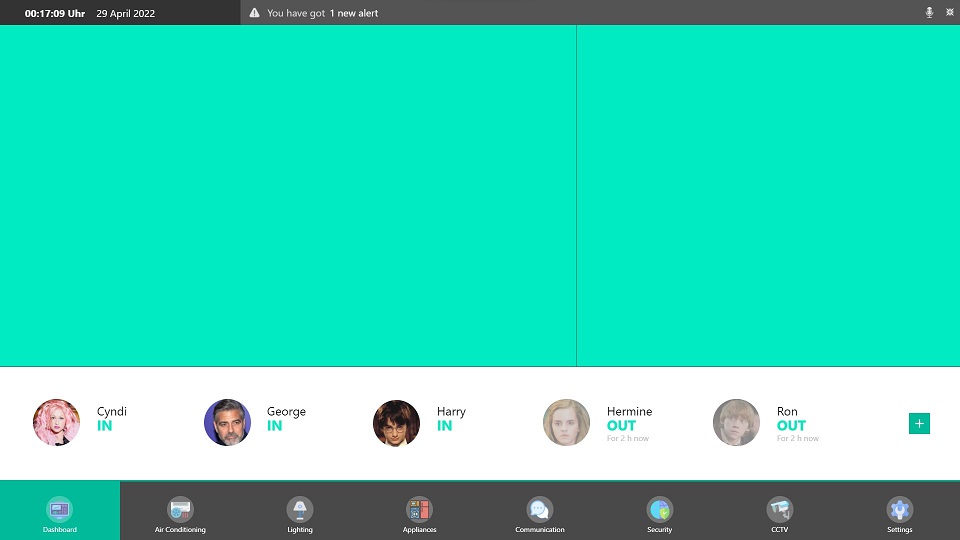 00:17:09 Uhr 29 April 2022
You have got 1 new alert
Cyndi
IN
George
IN
Harry
IN
Hermine
OUT
For 2 h now
Ron
OUT
For 2 h now
+
Dashboard
Air Conditioning
Lighting
Appliances
Communication
Security
CCTV
Settings